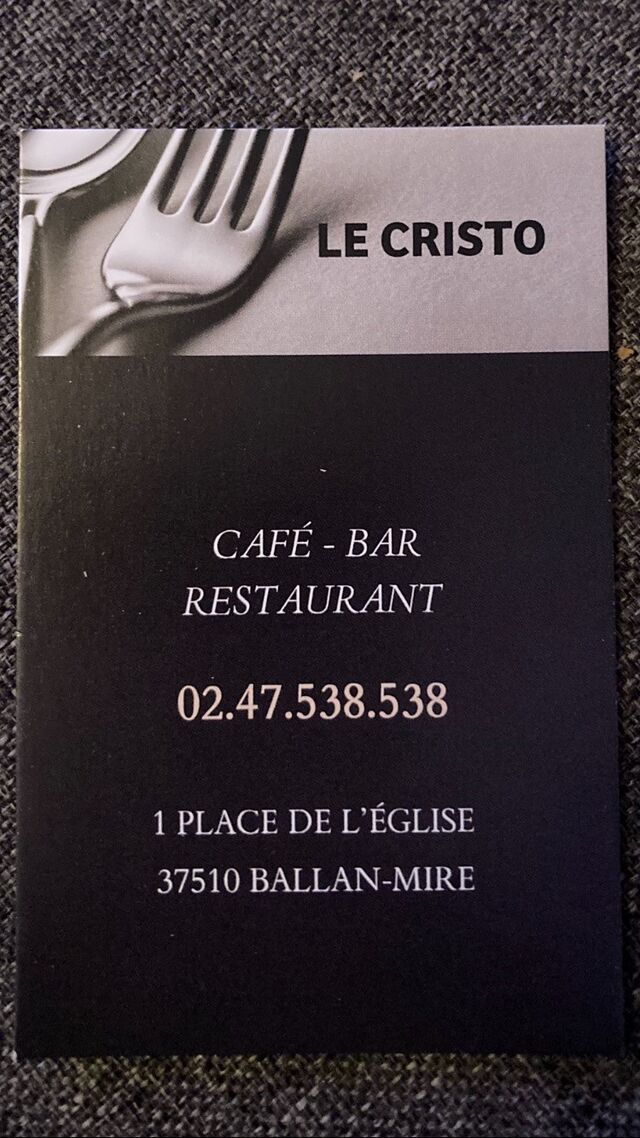 LE CRISTO
CAFÉ - BAR
RESTAURANT
02.47.538.538
1 PLACE DE L'ÉGLISE
37510 BALLAN-MIRE